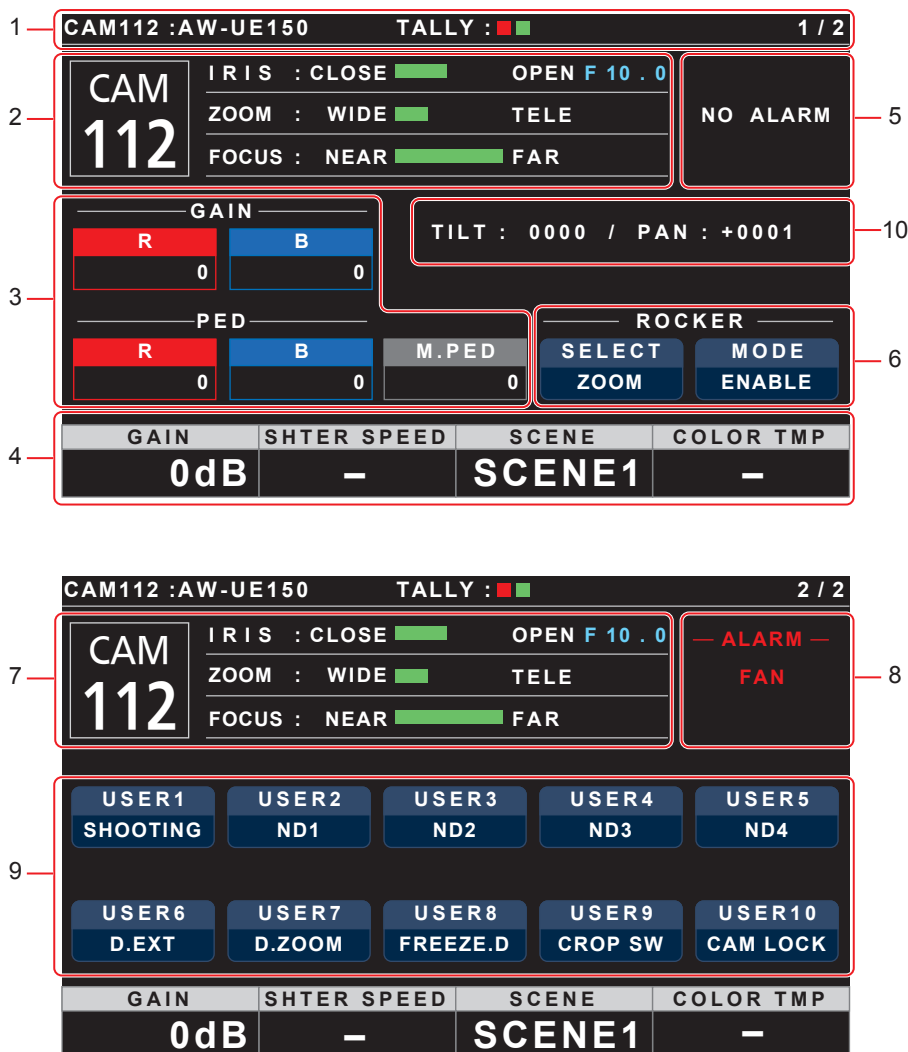 1 CAM112 :AW-UE150 TALLY : 1 / 2
CAM 112
IRIS : CLOSE OPEN F 10 . 0
2 ZOOM : WIDE TELE NO ALARM 5
FOCUS : NEAR FAR
GAIN
TILT : 0000 / PAN : +0001 10
R B
0 0
3
PED ROCKER
R B M.PED SELECT MODE
0 0 0 ZOOM ENABLE 6
4 GAIN SHTER SPEED SCENE COLOR TMP
0dB – SCENE1 –
CAM112 :AW-UE150 TALLY : 2 / 2
CAM 112
IRIS : CLOSE OPEN F 10 . 0 — ALARM —
7 ZOOM : WIDE TELE FAN 8
FOCUS : NEAR FAR
USER1 USER2 USER3 USER4 USER5
SHOOTING ND1 ND2 ND3 ND4
9
USER6 USER7 USER8 USER9 USER10
D.EXT D.ZOOM FREEZE.D CROP SW CAM LOCK
GAIN SHTER SPEED SCENE COLOR TMP
0dB – SCENE1 –